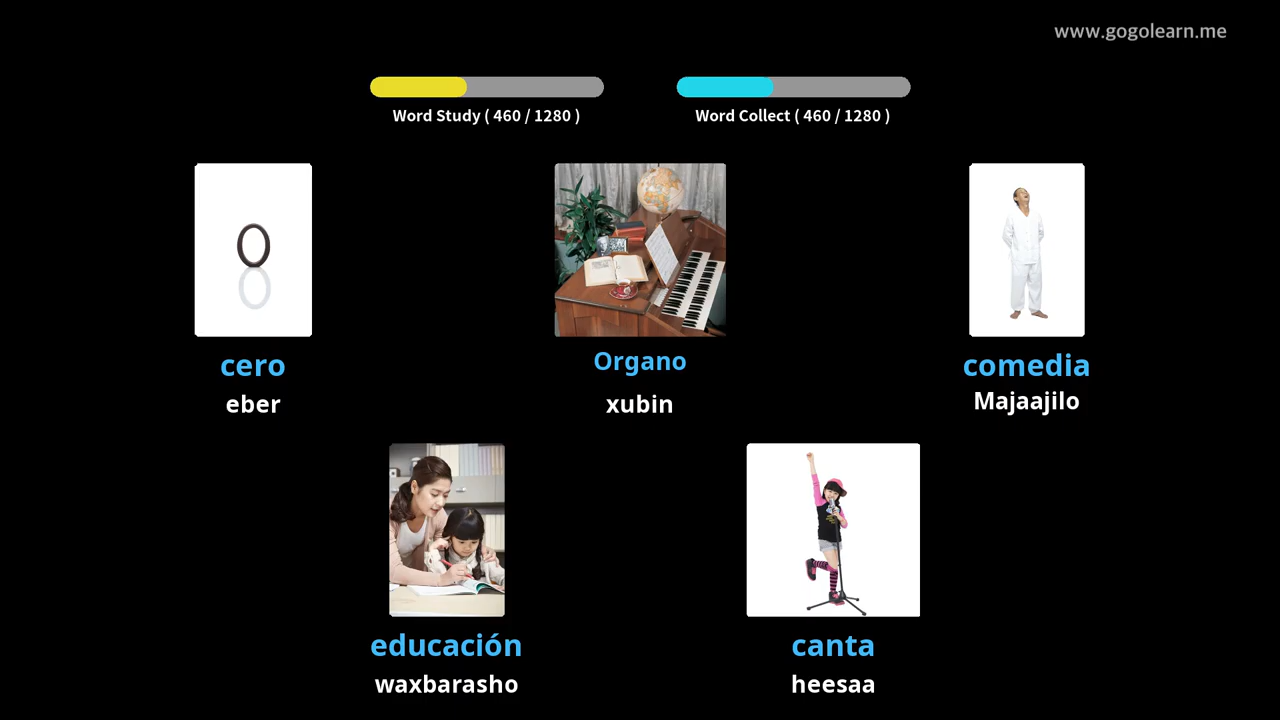 www.gogolearn.me
Word Study ( 460 / 1280 )
Word Collect ( 460 / 1280 )
cero
eber
Organo
xubin
comedia
Majaajilo
educación
waxbarasho
canta
heesaa